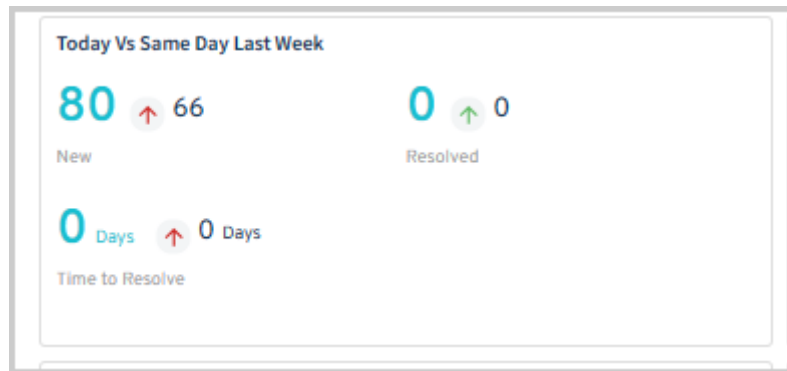 Today Vs Same Day Last Week
80 ↑ 66
0 ↑ 0
New
Resolved
0 Days ↑ 0 Days
Time to Resolve